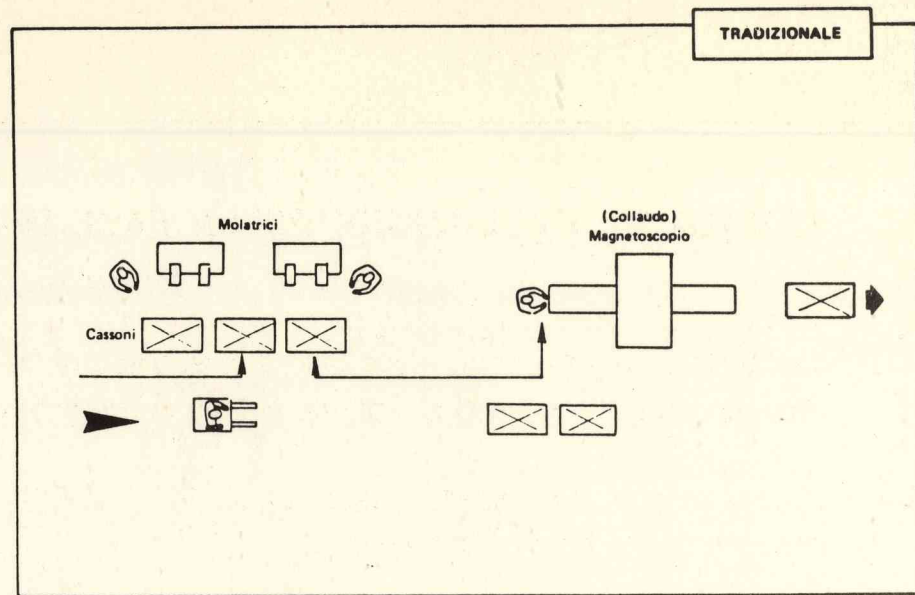 TRADIZIONALE
Molatrici
(Collaudo)
Magnetoscopio
Cassoni